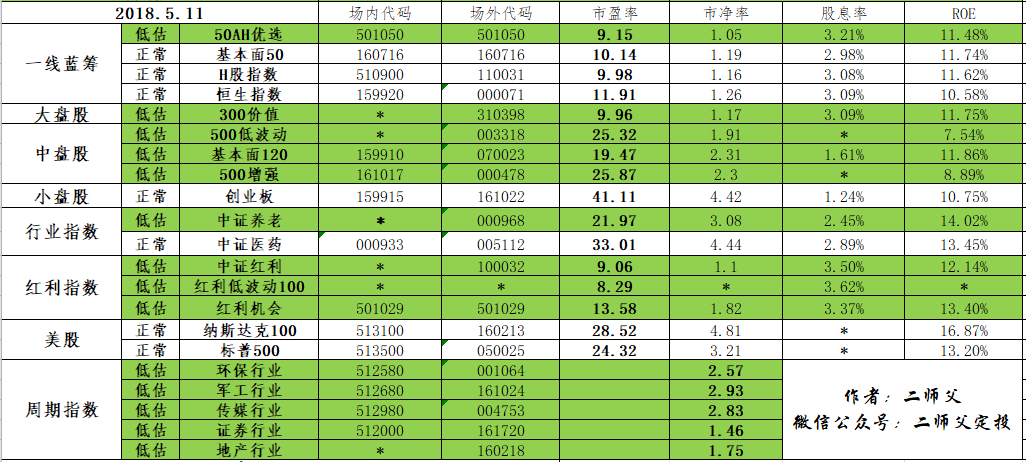 2018.5.11 场内代码 场外代码 市盈率 市净率 股息率 ROE
一线蓝筹 低估 50AH优选 501050 501050 9.15 1.05 3.21% 11.48%
正常 基本面50 160716 160716 10.14 1.19 2.98% 11.74%
正常 H股指数 510900 110031 9.98 1.16 3.08% 11.62%
正常 恒生指数 159920 000071 11.91 1.26 3.09% 10.58%
大盘股 低估 300价值 * 310398 9.96 1.17 3.09% 11.75%
中盘股 低估 500低波动 * 003318 25.32 1.91 * 7.54%
低估 基本面120 159910 070023 19.47 2.31 1.61% 11.86%
低估 500增强 161017 000478 25.87 2.3 * 8.89%
小盘股 正常 创业板 159915 161022 41.11 4.42 1.24% 10.75%
行业指数 低估 中证养老 * 000968 21.97 3.08 2.45% 14.02%
正常 中证医药 000933 005112 33.01 4.44 2.89% 13.45%
红利指数 低估 中证红利 * 100032 9.06 1.1 3.50% 12.14%
低估 红利低波动100 * * 8.29 * 3.62% *
低估 红利机会 501029 501029 13.58 1.82 3.37% 13.40%
美股 正常 纳斯达克100 513100 160213 28.52 4.81 * 16.87%
正常 标普500 513500 050025 24.32 3.21 * 13.20%
周期指数 低估 环保行业 512580 001064 2.57
低估 军工行业 512680 161024 2.93
低估 传媒行业 512980 004753 2.83
低估 证券行业 512000 161720 1.46
低估 地产行业 * 160218 1.75
作者：二师父
微信公众号：二师父定投